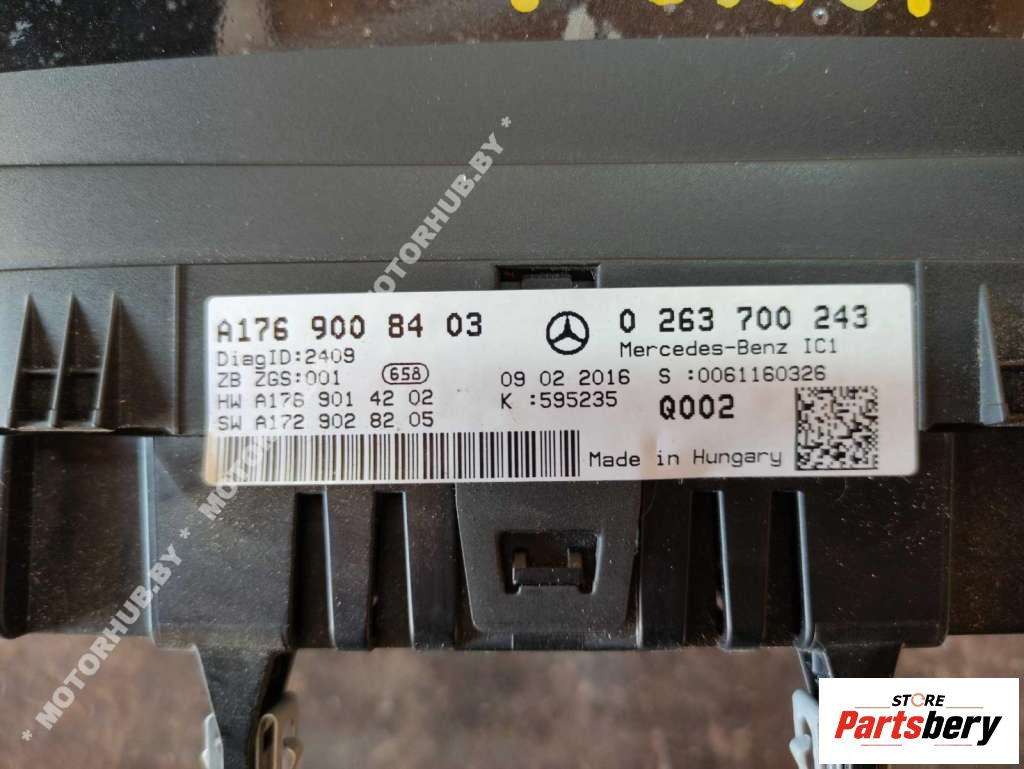 A176 900 84 03
0 263 700 243
DiagID:2409
Mercedes-Benz IC1
ZB ZGS:001
658
09 02 2016
S :0061160326
HW A176 901 42 02
K :595235
Q002
SW A172 902 82 05
Made in Hungary
* MOTORHUB.BY * MOTORHUB.BY * MOTORHUB.BY *
STORE
Partsbery